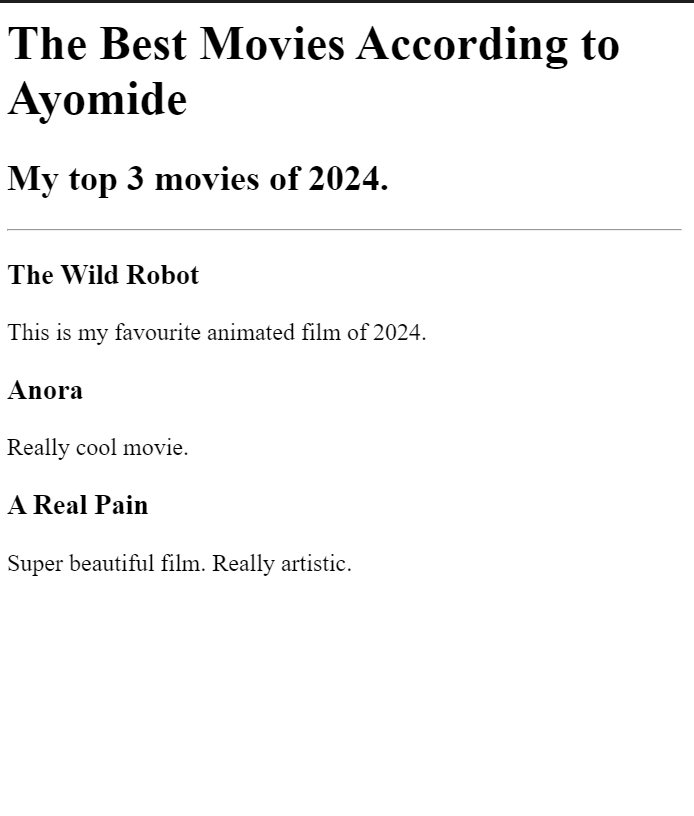 The Best Movies According to
Ayomide
My top 3 movies of 2024.
The Wild Robot
This is my favourite animated film of 2024.
Anora
Really cool movie.
A Real Pain
Super beautiful film. Really artistic.